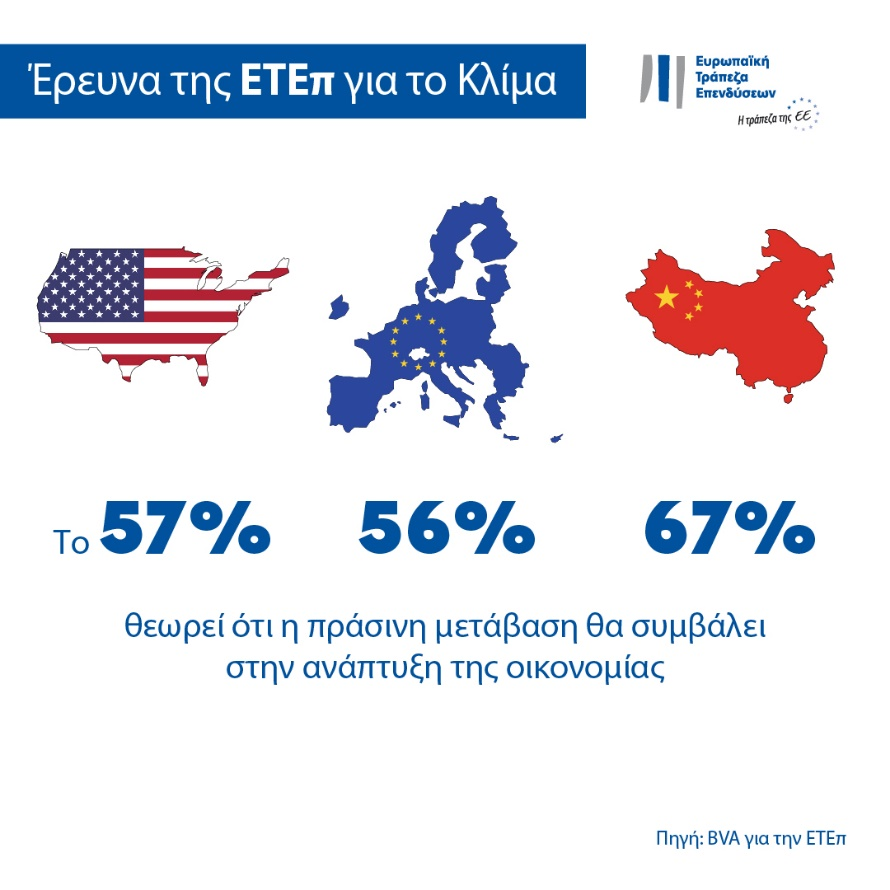 Έρευνα της ΕΤΕπ για το Κλίμα
Ευρωπαϊκή
Τράπεζα
Επενδύσεων
Η τράπεζα της ΕΕ
Το 57% 56% 67%
θεωρεί ότι η πράσινη μετάβαση θα συμβάλει
στην ανάπτυξη της οικονομίας
Πηγή: BVA για την ΕΤΕπ